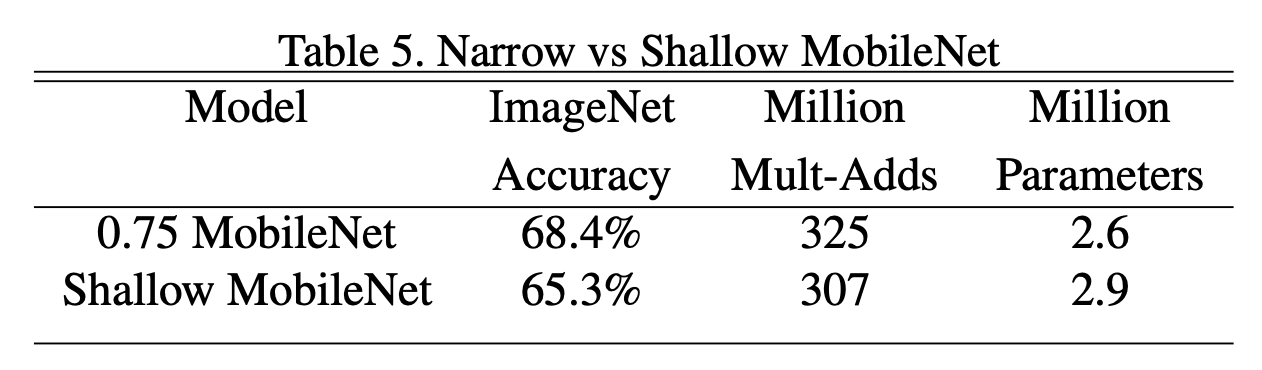 Table 5. Narrow vs Shallow MobileNet
Model ImageNet Million Million
Accuracy Mult-Adds Parameters
0.75 MobileNet 68.4% 325 2.6
Shallow MobileNet 65.3% 307 2.9